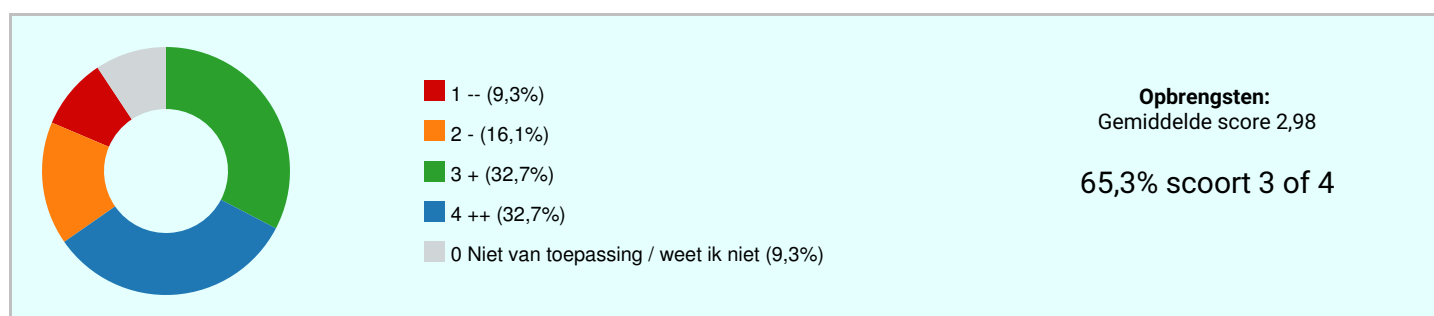 1 -- (9,3%)
2 - (16,1%)
3 + (32,7%)
4 ++ (32,7%)
0 Niet van toepassing / weet ik niet (9,3%)
Opbrengsten:
Gemiddelde score 2,98
65,3% scoort 3 of 4